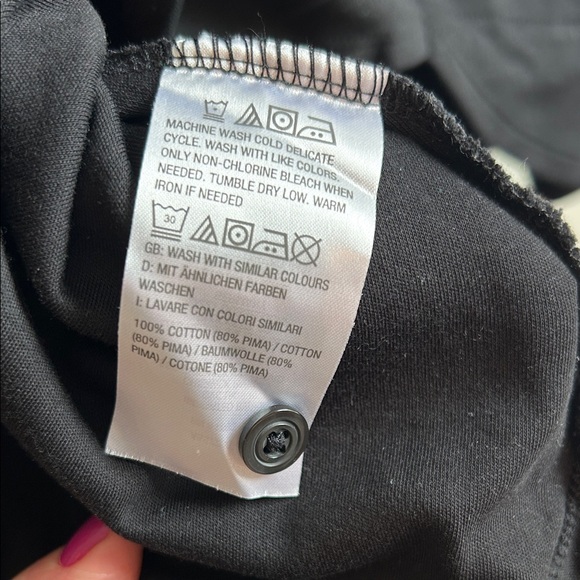 MACHINE WASH COLD DELICATE
CYCLE. WASH WITH LIKE COLORS.
ONLY NON-CHLORINE BLEACH WHEN
NEEDED. TUMBLE DRY LOW. WARM
IRON IF NEEDED
30
GB: WASH WITH SIMILAR COLOURS
D: MIT ÄHNLICHEN FARBEN
WASCHEN
I: LAVARE CON COLORI SIMILARI
100% COTTON (80% PIMA) / COTTON
(80% PIMA) / BAUMWOLLE (80%
PIMA) / COTONE (80% PIMA)